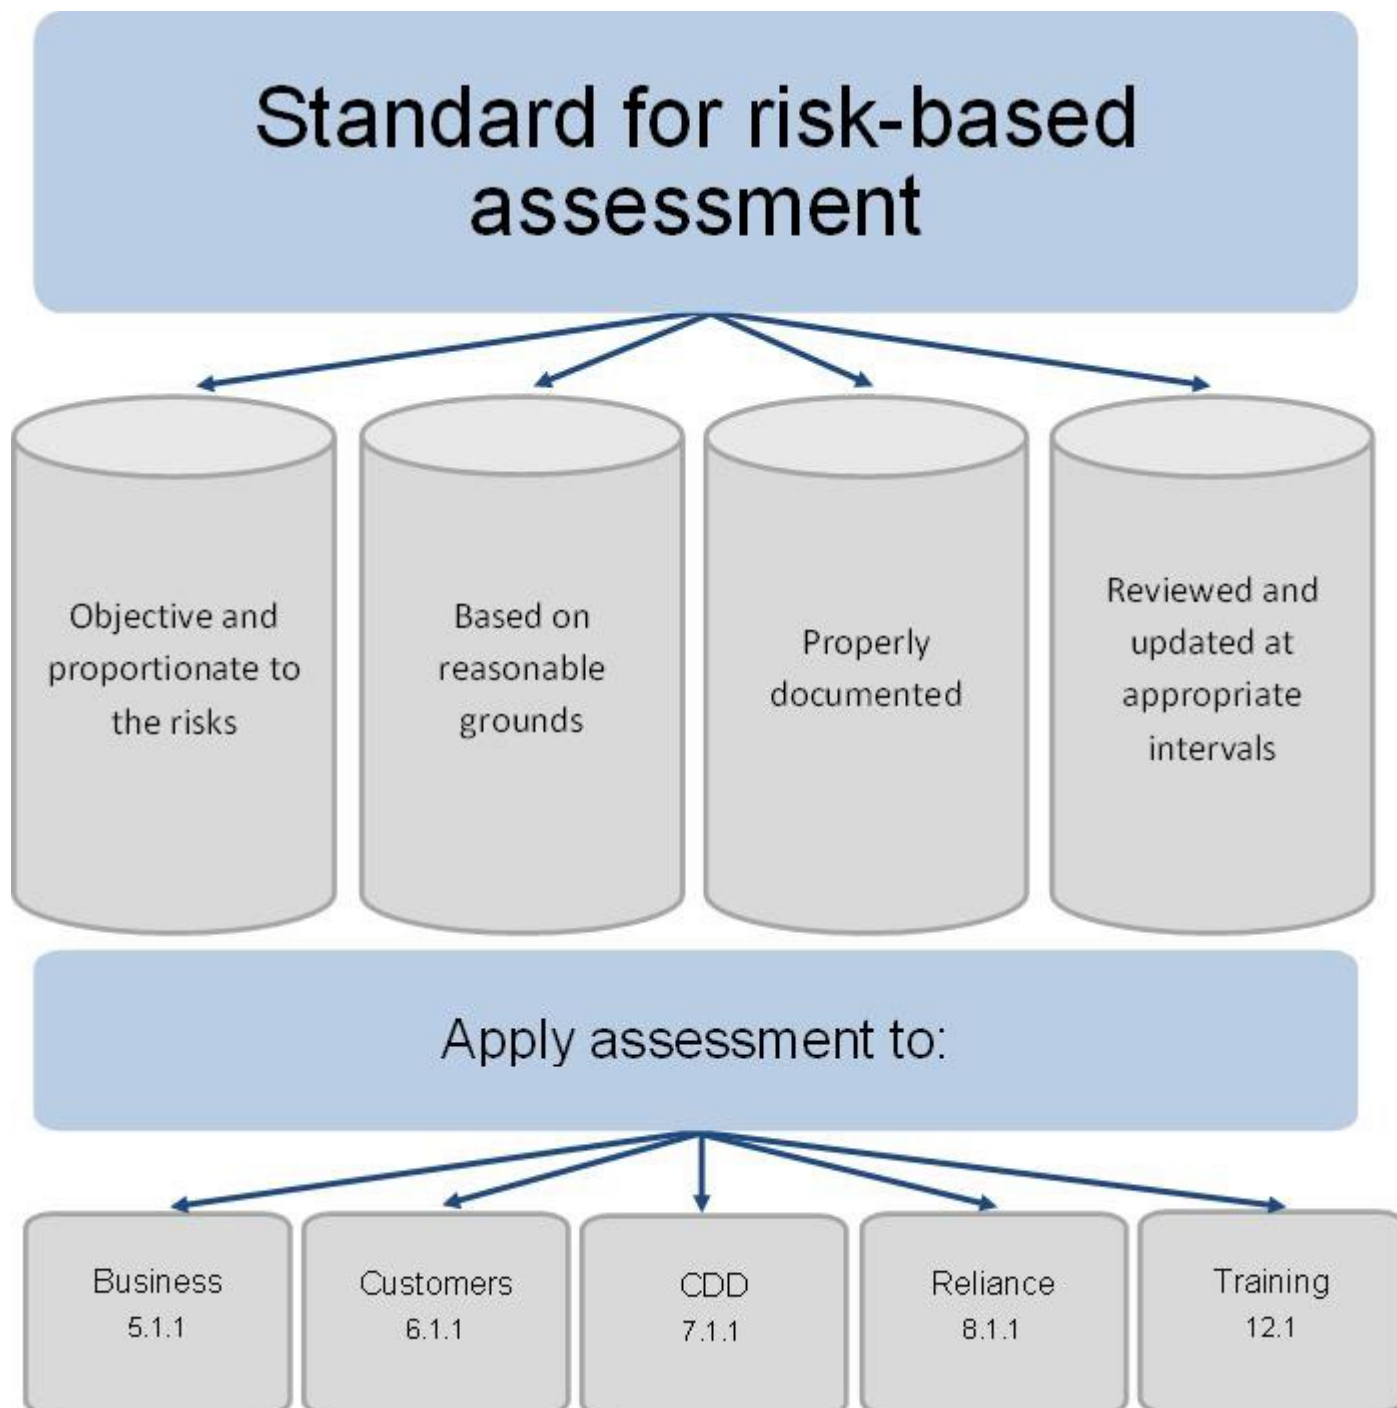 Standard for risk-based
assessment
Objective and
proportionate to
the risks
Based on
reasonable
grounds
Properly
documented
Reviewed and
updated at
appropriate
intervals
Apply assessment to:
Business
5.1.1
Customers
6.1.1
CDD
7.1.1
Reliance
8.1.1
Training
12.1